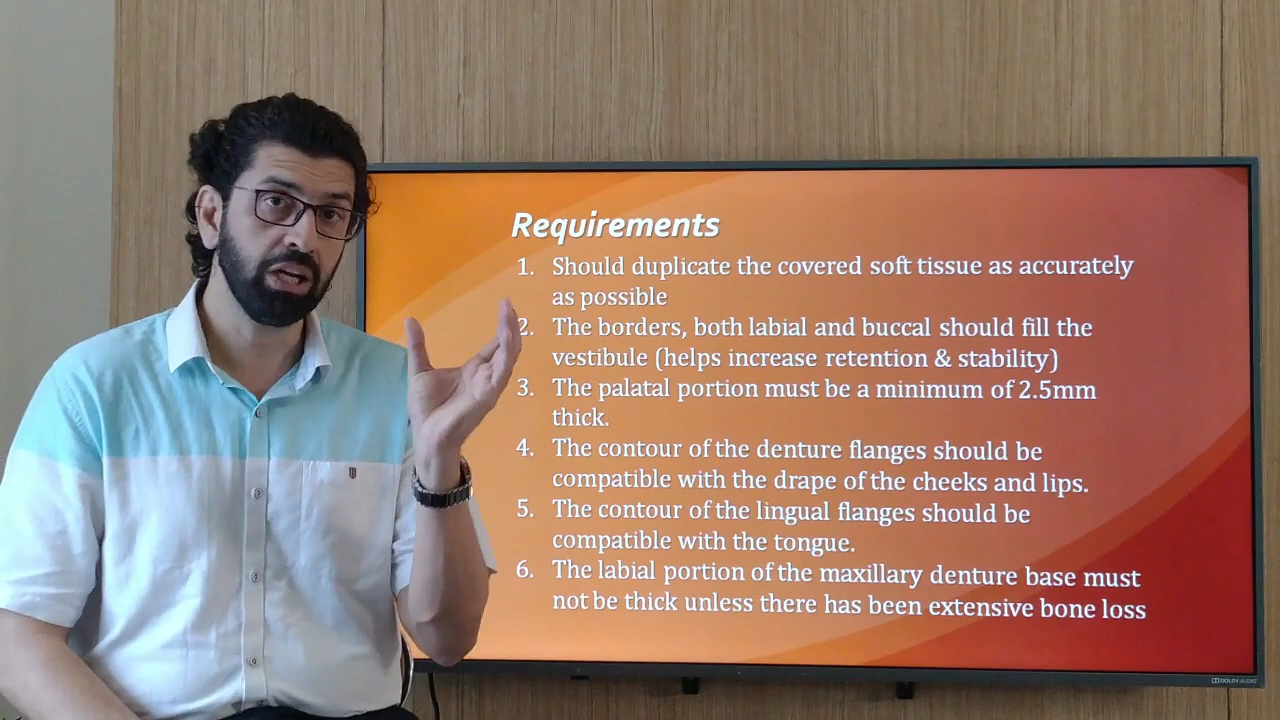 Requirements
1. Should duplicate the covered soft tissue as accurately
as possible
2. The borders, both labial and buccal should fill the
vestibule (helps increase retention & stability)
3. The palatal portion must be a minimum of 2.5mm
thick.
4. The contour of the denture flanges should be
compatible with the drape of the cheeks and lips.
5. The contour of the lingual flanges should be
compatible with the tongue.
6. The labial portion of the maxillary denture base must
not be thick unless there has been extensive bone loss
DOLBY AUDIO